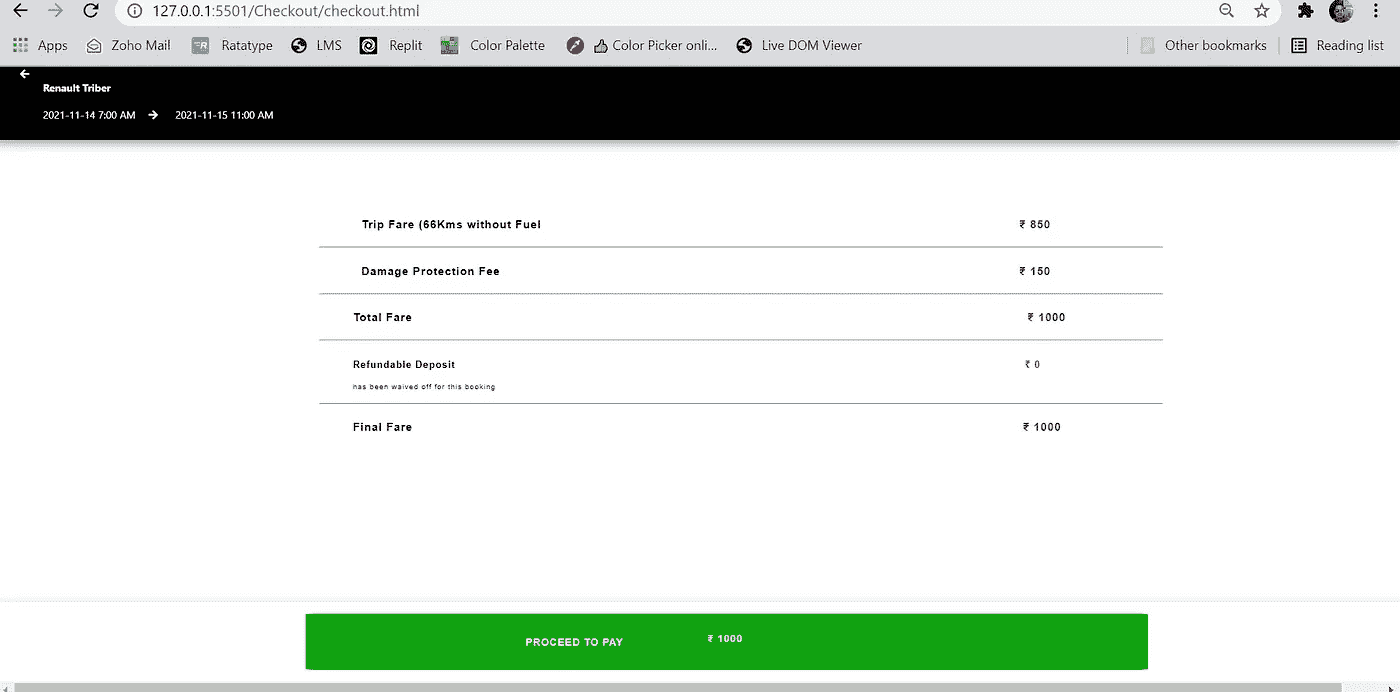 127.0.0.1:5501/Checkout/checkout.html
Apps Zoho Mail Ratatype LMS Replit Color Palette Color Picker onli... Live DOM Viewer Other bookmarks Reading list
Renault Triber
2021-11-14 7:00 AM → 2021-11-15 11:00 AM
Trip Fare (66Kms without Fuel ₹ 850
Damage Protection Fee ₹ 150
Total Fare ₹ 1000
Refundable Deposit ₹ 0
has been waived off for this booking
Final Fare ₹ 1000
PROCEED TO PAY ₹ 1000